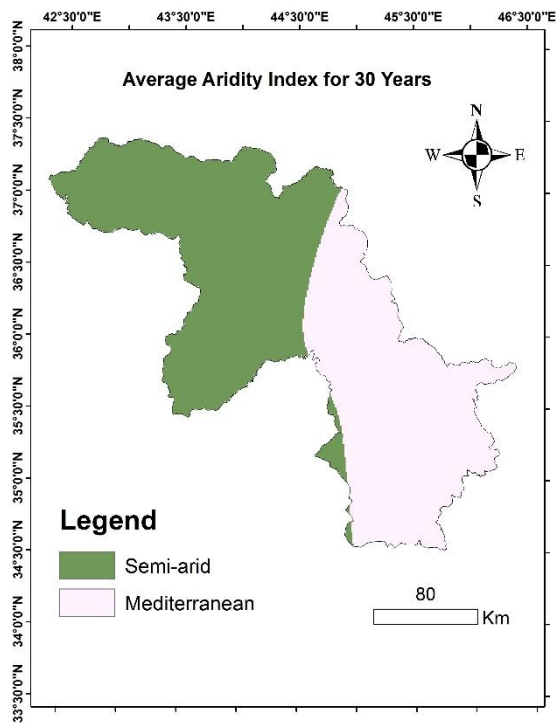 42°30'0"E 43°30'0"E 44°30'0"E 45°30'0"E 46°30'0"E
38°0'0"N
Average Aridity Index for 30 Years
37°30'0"N
N
W E
S
37°0'0"N
36°30'0"N
36°0'0"N
35°30'0"N
35°0'0"N
Legend
34°30'0"N
Semi-arid
Mediterranean
80
Km
34°0'0"N
33°30'0"N